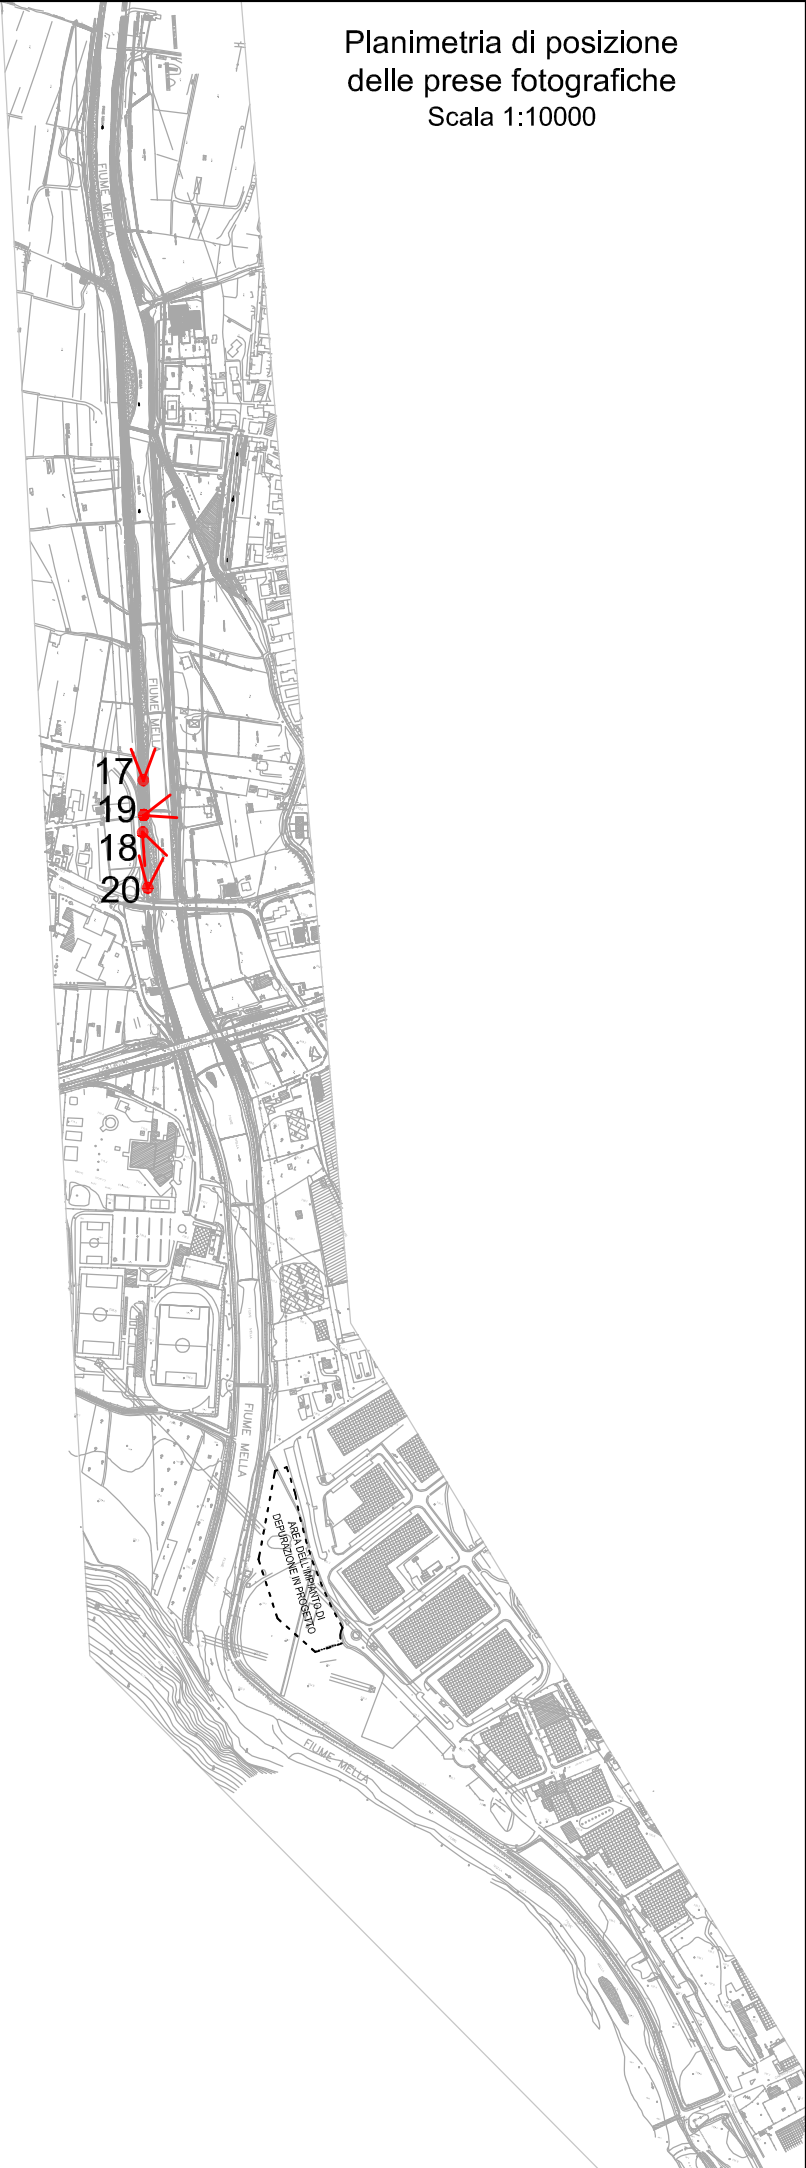 Planimetria di posizione
delle prese fotografiche
Scala 1:10000
FIUME MELLA
FIUME MELL
17
19
18
20
FIUME MELLA
AREA DELL'IMPIANTO DI
DEPURAZIONE IN PROGETTO
FIUME MELLA